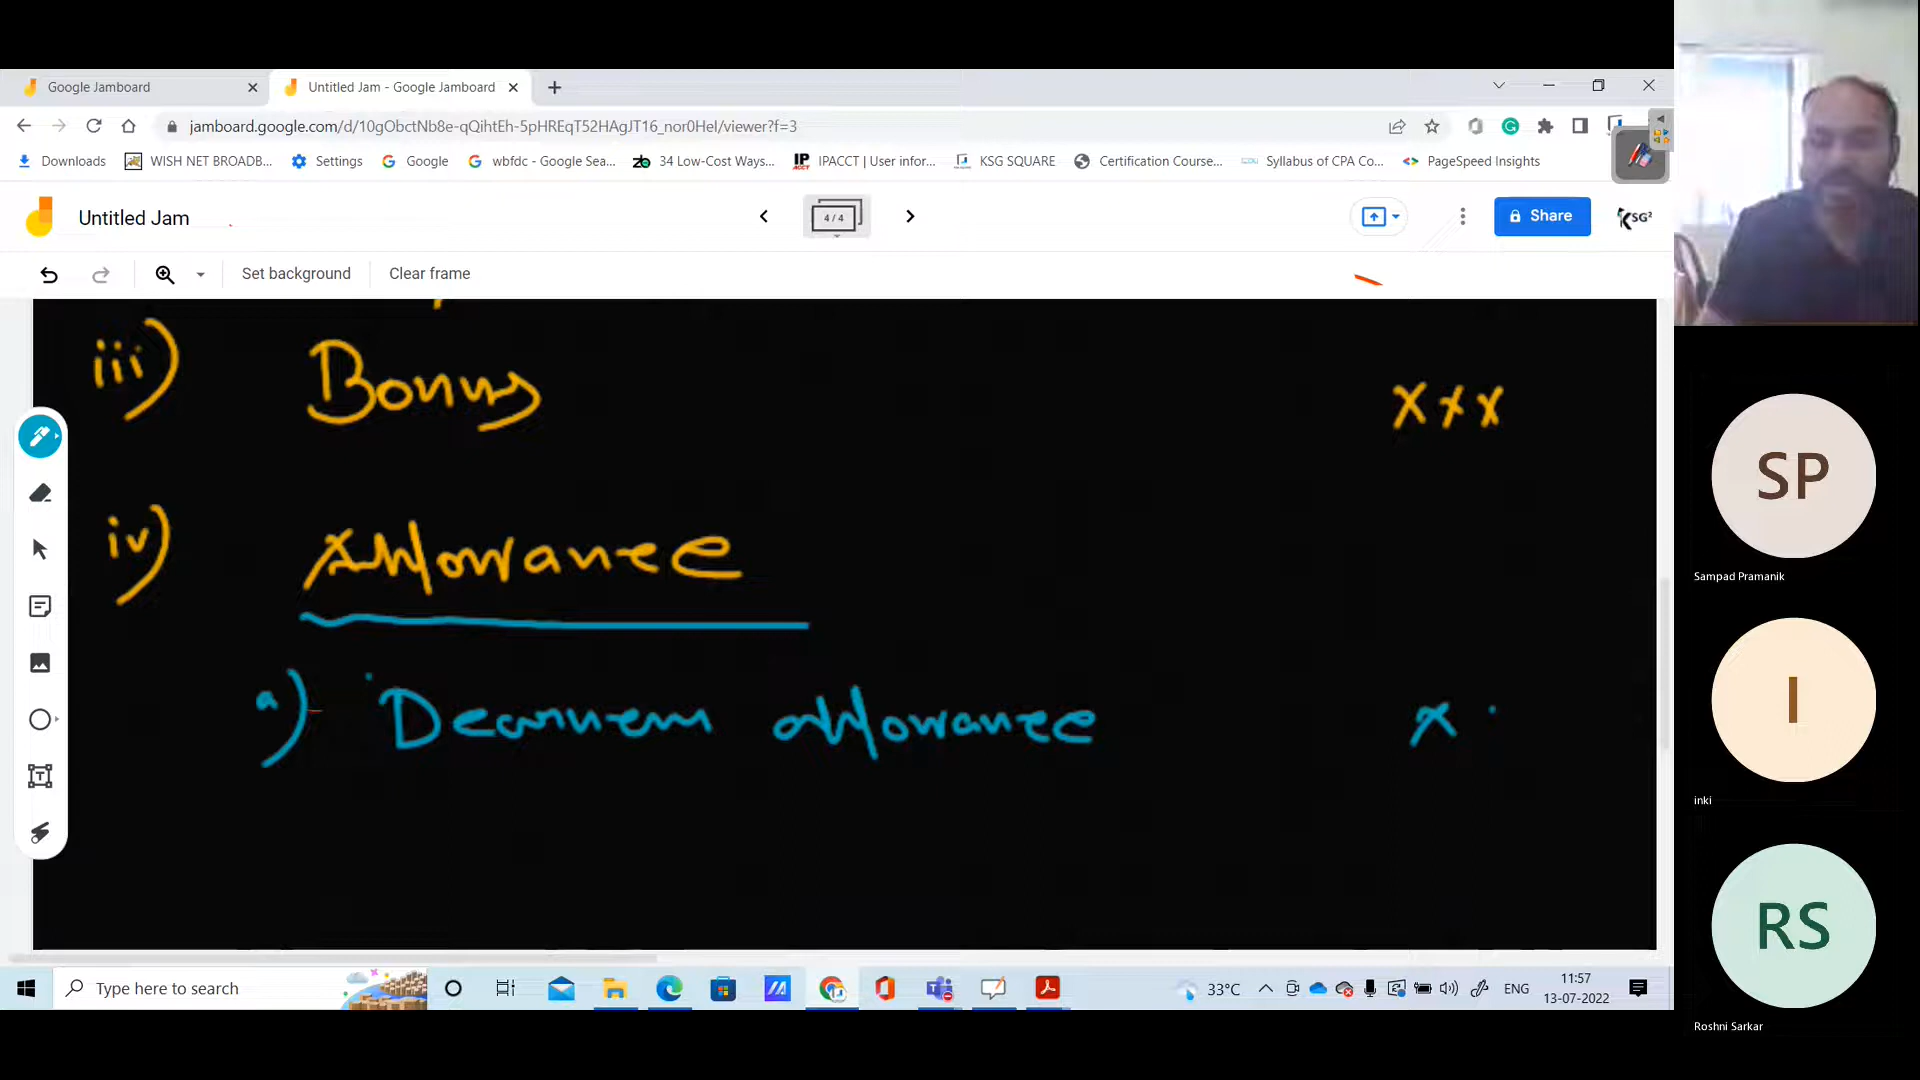 Google Jamboard
Untitled Jam - Google Jamboard
jamboard.google.com/d/10gObctNb8e-qQihtEh-5pHREqT52HAgJT16_nor0HeI/viewer?f=3
Downloads WISH NET BROADB... Settings Google wbfdc - Google Sea... 34 Low-Cost Ways... IPACCT | User infor... KSG SQUARE Certification Course... Syllabus of CPA Co... PageSpeed Insights
Untitled Jam
4 / 4
Share
KSG²
Set background Clear frame
iii) Bonus xxx
iv) Allowance
a) Dearnem allowance x
SP
Sampad Pramanik
I
inki
RS
Roshni Sarkar
Type here to search
33°C
ENG
11:57
13-07-2022